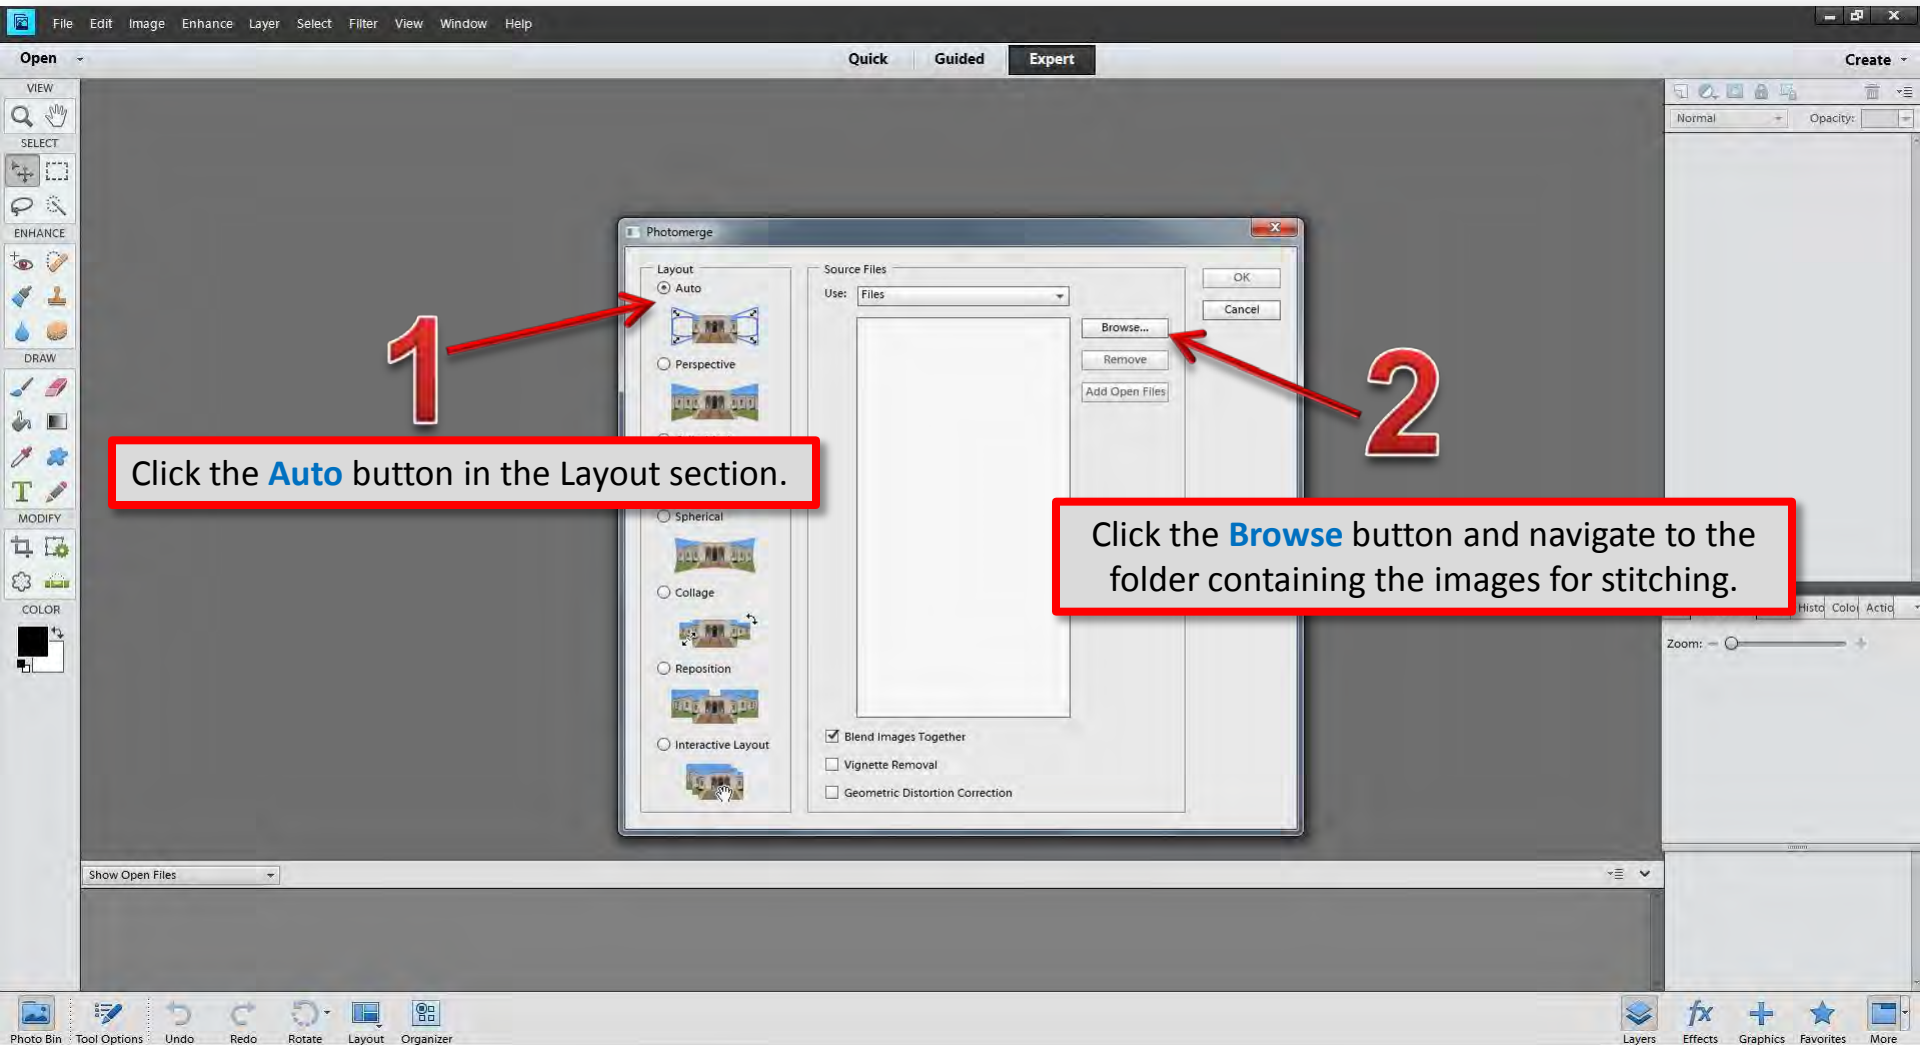 File Edit Image Enhance Layer Select Filter View Window Help
Open Quick Guided Expert Create
VIEW
SELECT
ENHANCE
DRAW
MODIFY
COLOR
Normal Opacity:
Photomerge
Layout
Auto
Perspective
Spherical
Collage
Reposition
Interactive Layout
Source Files
Use: Files
Browse...
Remove
Add Open Files
OK
Cancel
Blend Images Together
Vignette Removal
Geometric Distortion Correction
1
Click the Auto button in the Layout section.
2
Click the Browse button and navigate to the
folder containing the images for stitching.
Histo Color Actio
Zoom:
Show Open Files
Photo Bin Tool Options Undo Redo Rotate Layout Organizer
Layers Effects Graphics Favorites More